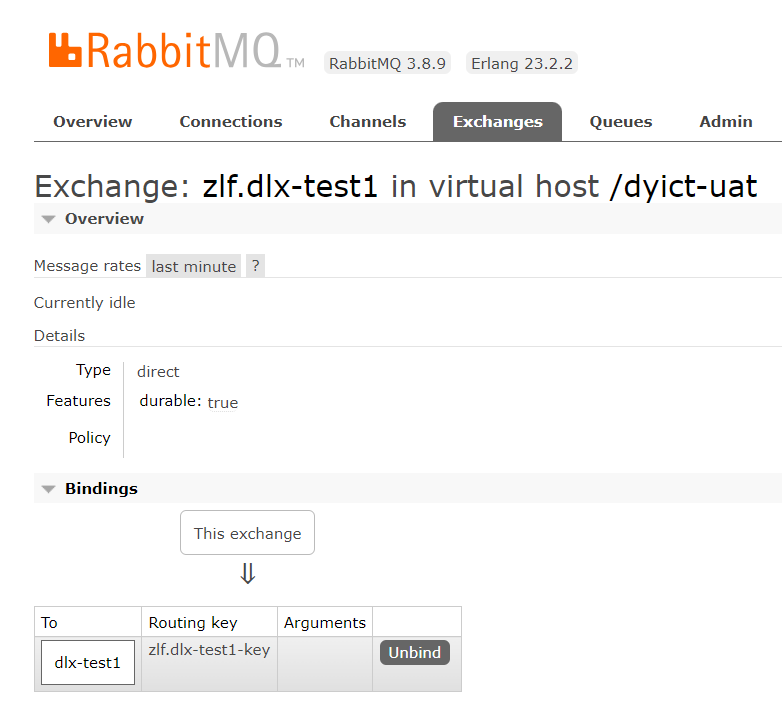 RabbitMQ TM RabbitMQ 3.8.9 Erlang 23.2.2
Overview Connections Channels Exchanges Queues Admin
Exchange: zlf.dlx-test1 in virtual host /dyict-uat
Overview
Message rates last minute ?
Currently idle
Details
Type direct
Features durable: true
Policy
Bindings
This exchange
⇓
To Routing key Arguments
dlx-test1 zlf.dlx-test1-key Unbind